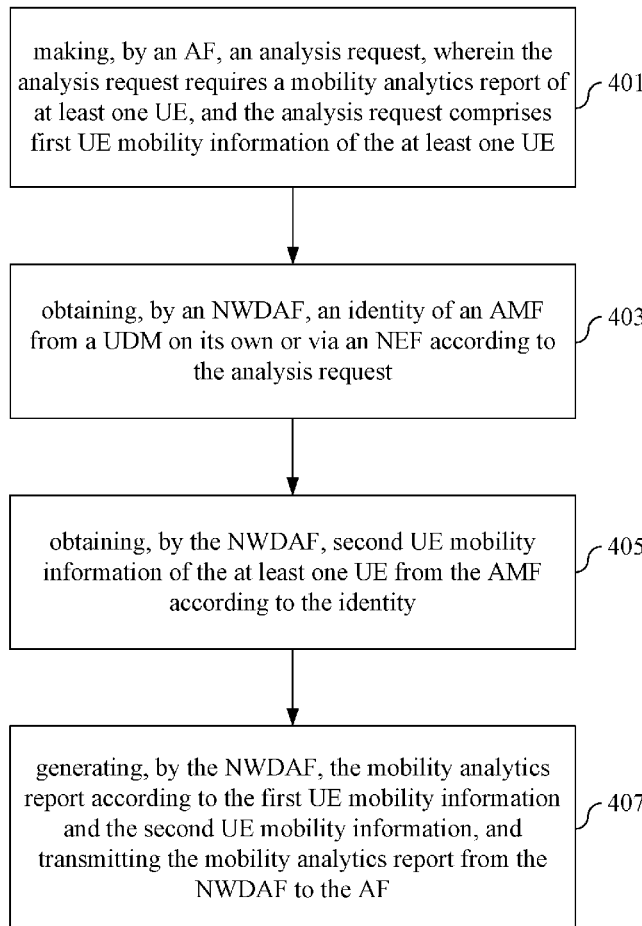 making, by an AF, an analysis request, wherein the
analysis request requires a mobility analytics report of
at least one UE, and the analysis request comprises
first UE mobility information of the at least one UE
401
obtaining, by an NWDAF, an identity of an AMF
from a UDM on its own or via an NEF according to
the analysis request
403
obtaining, by the NWDAF, second UE mobility
information of the at least one UE from the AMF
according to the identity
405
generating, by the NWDAF, the mobility analytics
report according to the first UE mobility information
and the second UE mobility information, and
transmitting the mobility analytics report from the
NWDAF to the AF
407